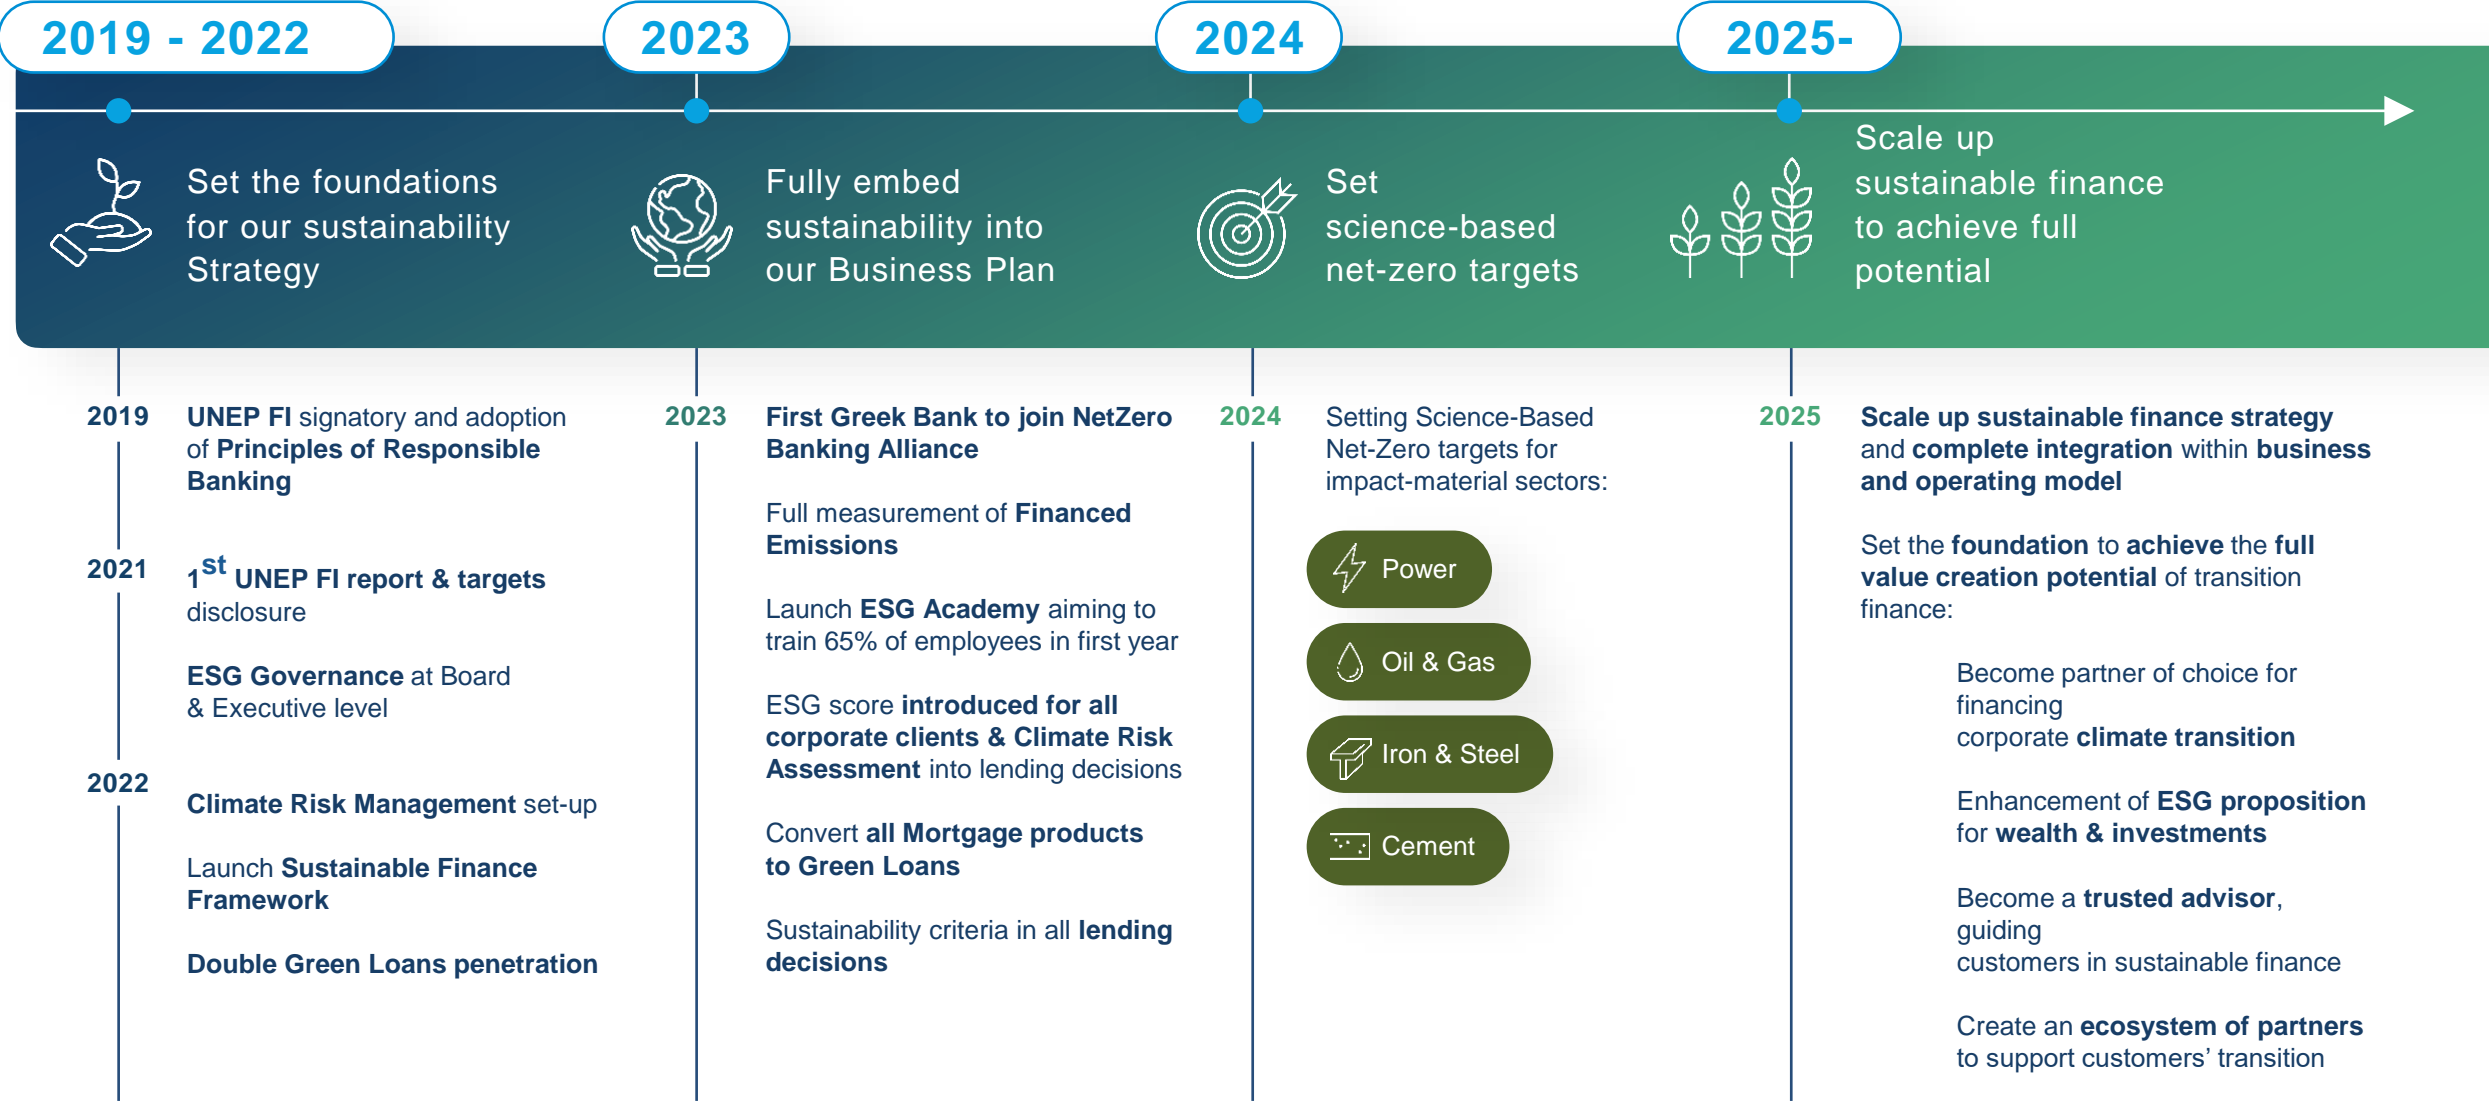 2019 - 2022
Set the foundations
for our sustainability
Strategy
2023
Fully embed
sustainability into
our Business Plan
2024
Set
science-based
net-zero targets
2025-
Scale up
sustainable finance
to achieve full
potential
2019
UNEP FI signatory and adoption
of Principles of Responsible
Banking
2021
1st UNEP FI report & targets
disclosure
ESG Governance at Board
& Executive level
2022
Climate Risk Management set-up
Launch Sustainable Finance
Framework
Double Green Loans penetration
2023
First Greek Bank to join NetZero
Banking Alliance
Full measurement of Financed
Emissions
Launch ESG Academy aiming to
train 65% of employees in first year
ESG score introduced for all
corporate clients & Climate Risk
Assessment into lending decisions
Convert all Mortgage products
to Green Loans
Sustainability criteria in all lending
decisions
2024
Setting Science-Based
Net-Zero targets for
impact-material sectors:
Power
Oil & Gas
Iron & Steel
Cement
2025
Scale up sustainable finance strategy
and complete integration within business
and operating model
Set the foundation to achieve the full
value creation potential of transition
finance:
Become partner of choice for
financing
corporate climate transition
Enhancement of ESG proposition
for wealth & investments
Become a trusted advisor,
guiding
customers in sustainable finance
Create an ecosystem of partners
to support customers’ transition